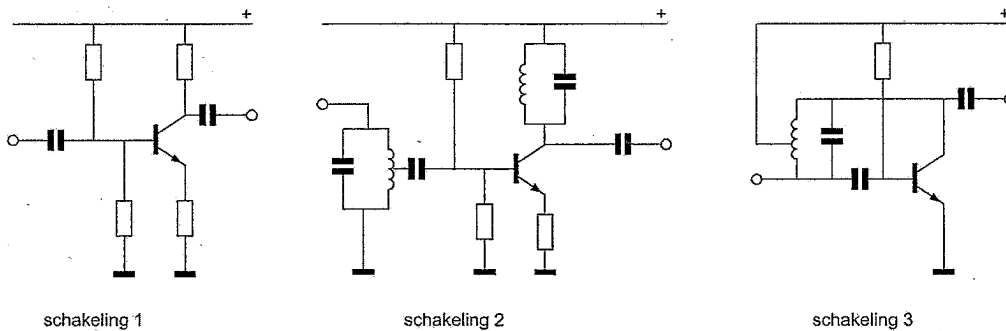 + + +
schakeling 1 schakeling 2 schakeling 3